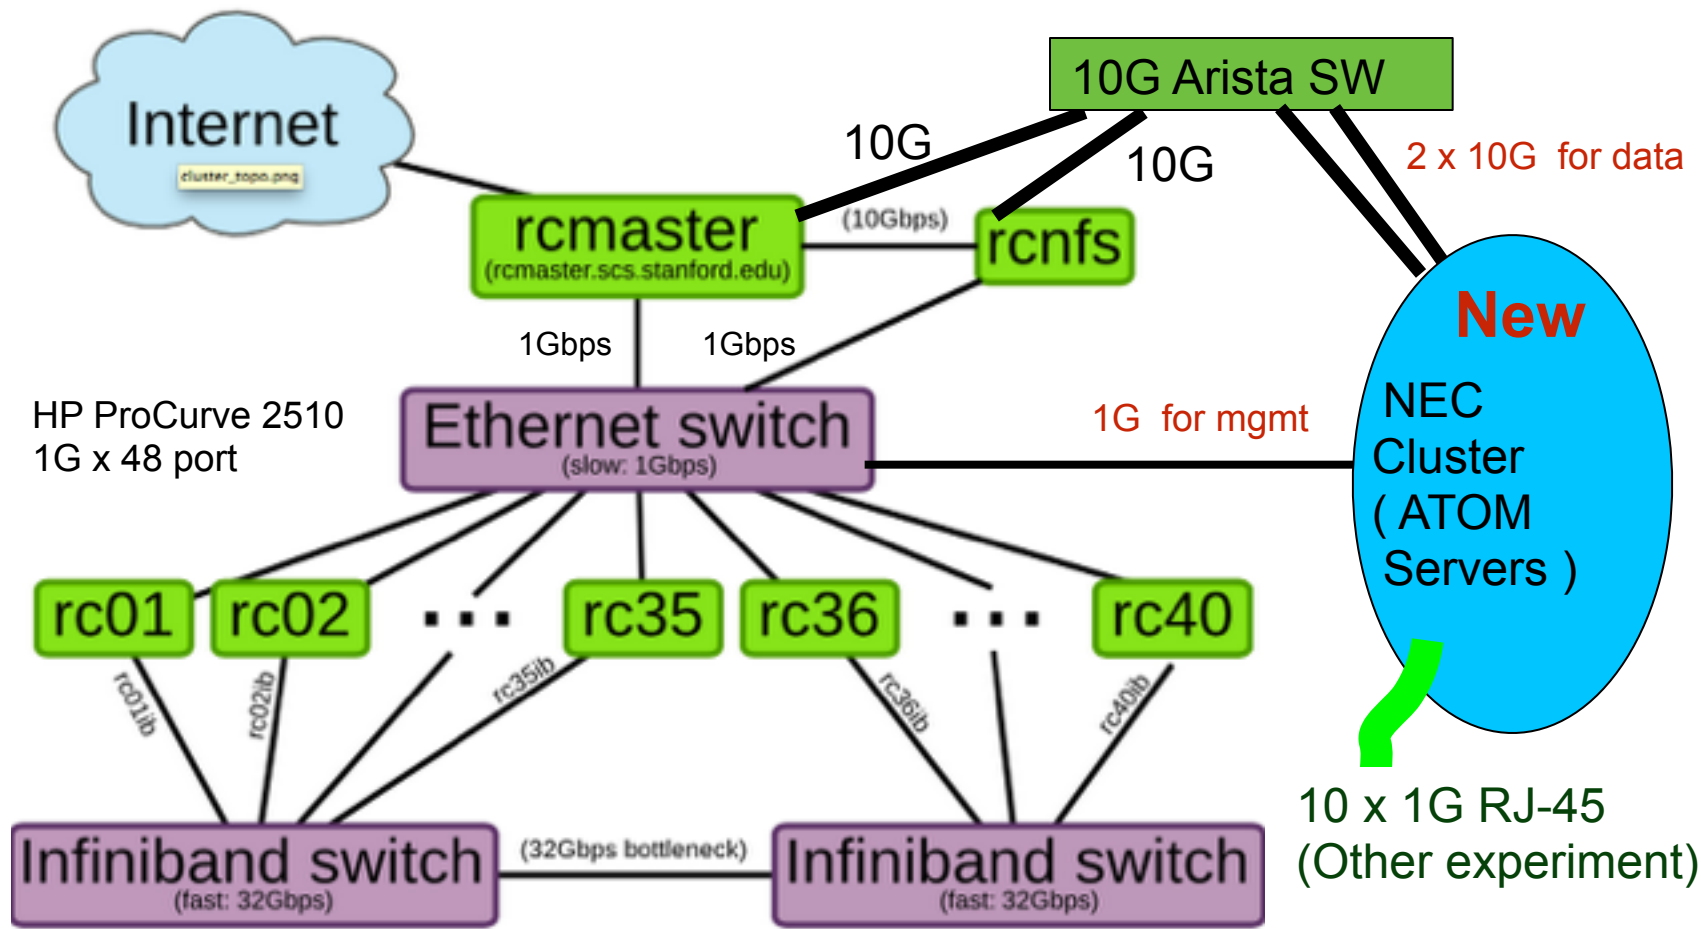 10G Arista SW
Internet
cluster_topo.png
10G
10G
2 x 10G for data
rcmaster
(rcmaster.scs.stanford.edu)
(10Gbps)
rcnfs
New
1Gbps
1Gbps
HP ProCurve 2510
1G x 48 port
Ethernet switch
(slow: 1Gbps)
1G for mgmt
NEC
Cluster
( ATOM
Servers )
rc01
rc02
...
rc35
rc36
...
rc40
rc01ib
rc02ib
rc35ib
rc36ib
rc40ib
10 x 1G RJ-45
(Other experiment)
Infiniband switch
(fast: 32Gbps)
(32Gbps bottleneck)
Infiniband switch
(fast: 32Gbps)